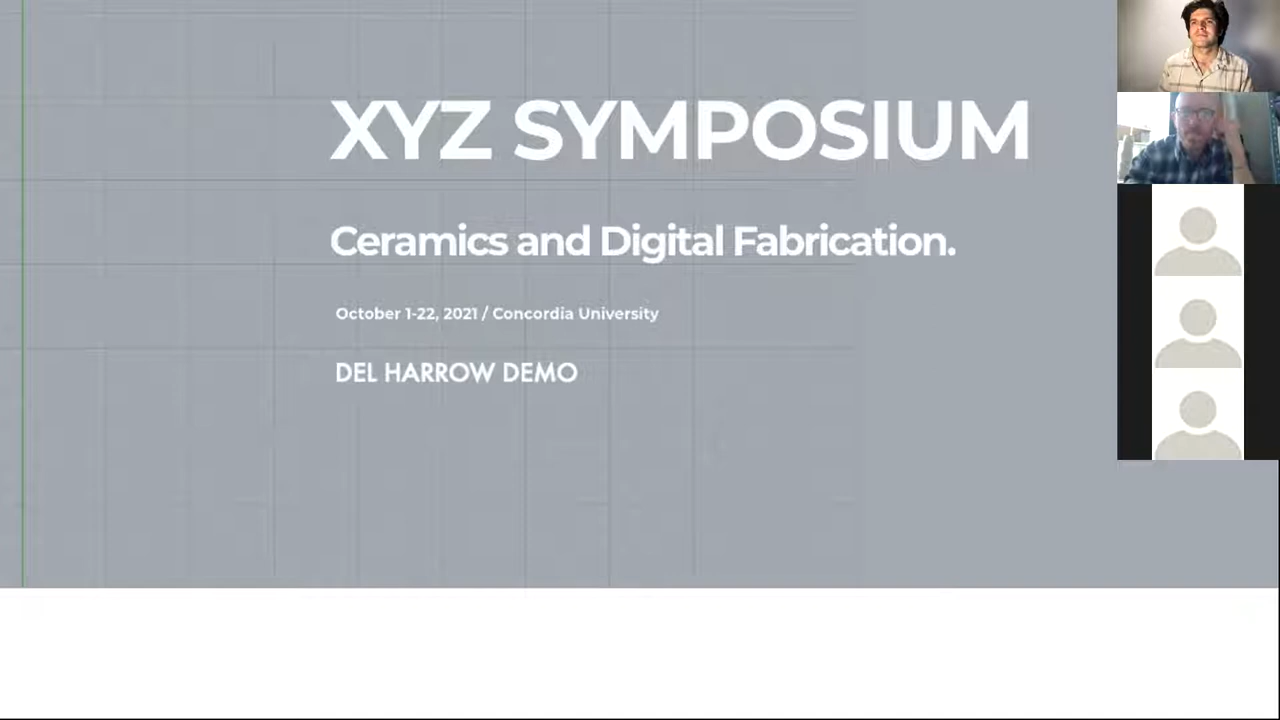 XYZ SYMPOSIUM
Ceramics and Digital Fabrication.
October 1-22, 2021 / Concordia University
DEL HARROW DEMO